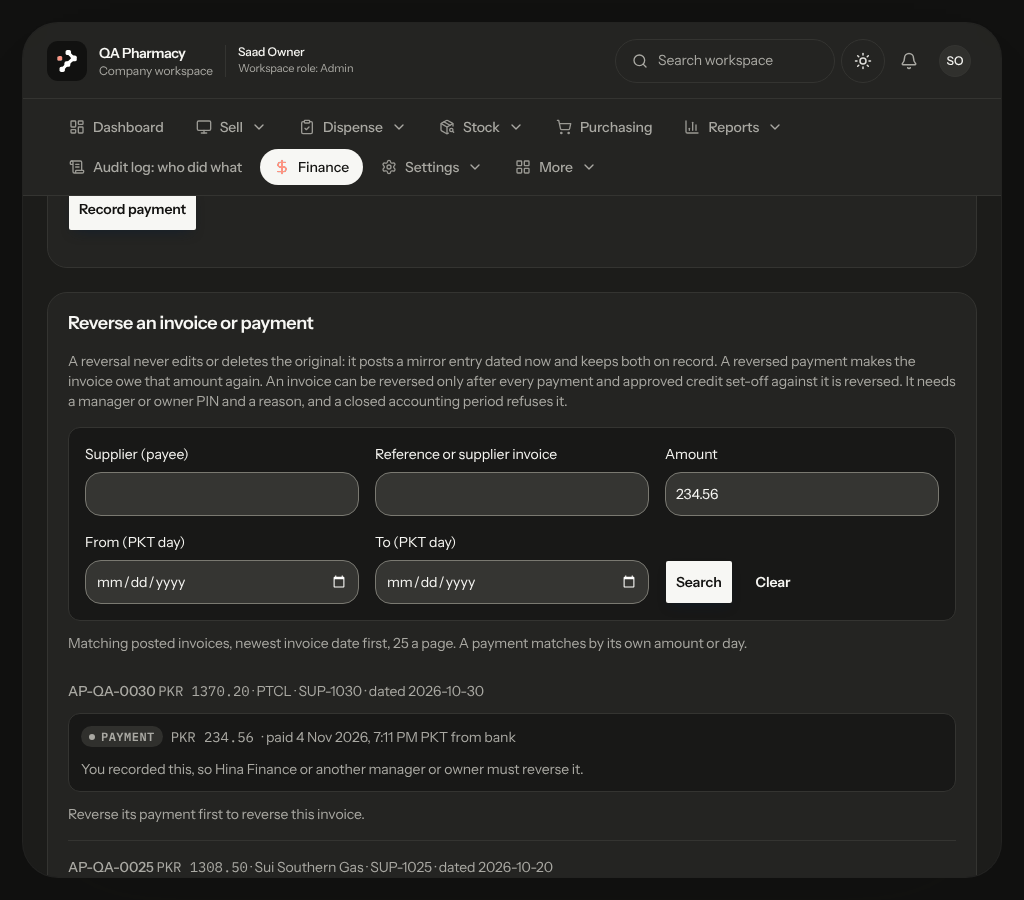 QA Pharmacy
Company workspace
Saad Owner
Workspace role: Admin
Search workspace
SO
Dashboard
Sell
Dispense
Stock
Purchasing
Reports
Audit log: who did what
Finance
Settings
More
Record payment
Reverse an invoice or payment
A reversal never edits or deletes the original: it posts a mirror entry dated now and keeps both on record. A reversed payment makes the
invoice owe that amount again. An invoice can be reversed only after every payment and approved credit set-off against it is reversed. It needs
a manager or owner PIN and a reason, and a closed accounting period refuses it.
Supplier (payee)
Reference or supplier invoice
Amount
234.56
From (PKT day)
To (PKT day)
mm/dd/yyyy
mm/dd/yyyy
Search
Clear
Matching posted invoices, newest invoice date first, 25 a page. A payment matches by its own amount or day.
AP-QA-0030 PKR 1370.20 · PTCL · SUP-1030 · dated 2026-10-30
PAYMENT PKR 234.56 · paid 4 Nov 2026, 7:11 PM PKT from bank
You recorded this, so Hina Finance or another manager or owner must reverse it.
Reverse its payment first to reverse this invoice.
AP-QA-0025 PKR 1308.50 · Sui Southern Gas · SUP-1025 · dated 2026-10-20